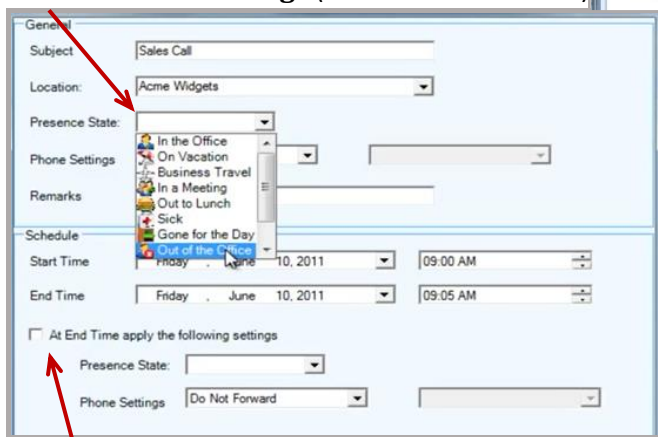 General
Subject Sales Call
Location: Acme Widgets
Presence State:
In the Office
Phone Settings On Vacation
Business Travel
In a Meeting
Remarks Out to Lunch
Sick
Schedule Gone for the Day
Out of the Office
Start Time Friday , June 10, 2011 09:00 AM
End Time Friday , June 10, 2011 09:05 AM
At End Time apply the following settings
Presence State:
Phone Settings Do Not Forward